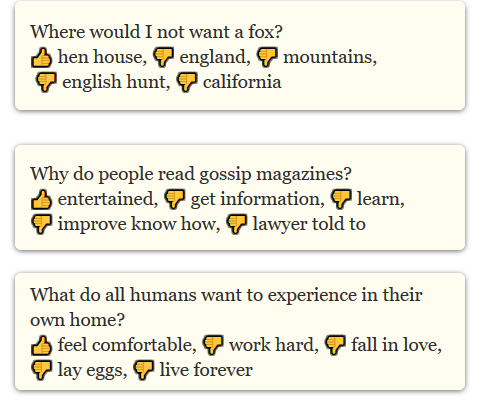 Where would I not want a fox?
👍 hen house, 👎 england, 👎 mountains,
👎 english hunt, 👎 california
Why do people read gossip magazines?
👍 entertained, 👎 get information, 👎 learn,
👎 improve know how, 👎 lawyer told to
What do all humans want to experience in their
own home?
👍 feel comfortable, 👎 work hard, 👎 fall in love,
👎 lay eggs, 👎 live forever